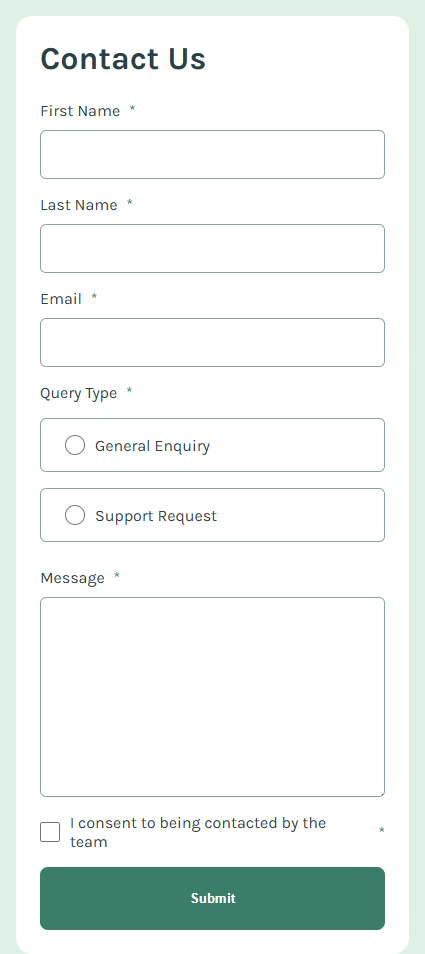 Contact Us
First Name *
Last Name *
Email *
Query Type *
General Enquiry
Support Request
Message *
I consent to being contacted by the *
team
Submit